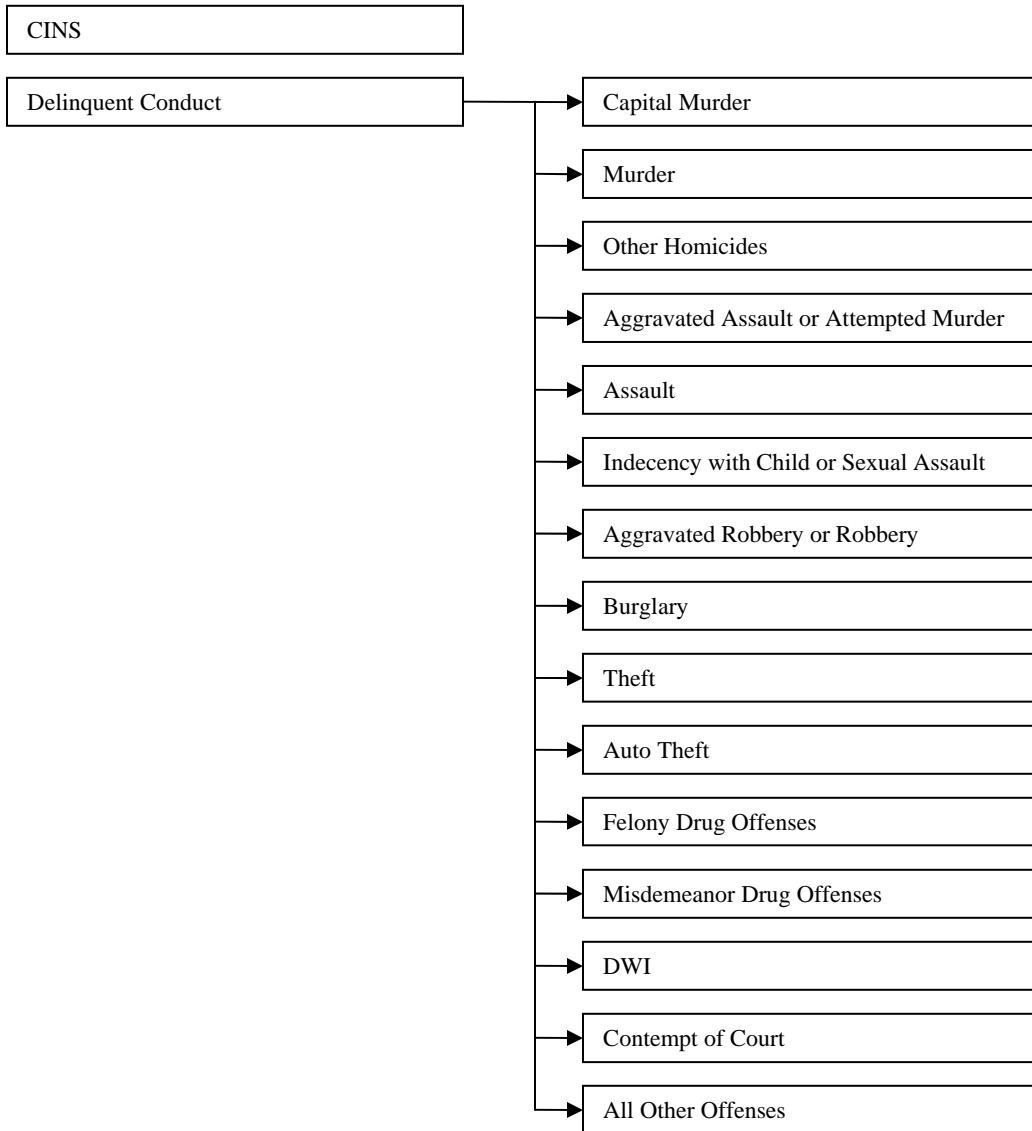 CINS
Delinquent Conduct
Capital Murder
Murder
Other Homicides
Aggravated Assault or Attempted Murder
Assault
Indecency with Child or Sexual Assault
Aggravated Robbery or Robbery
Burglary
Theft
Auto Theft
Felony Drug Offenses
Misdemeanor Drug Offenses
DWI
Contempt of Court
All Other Offenses